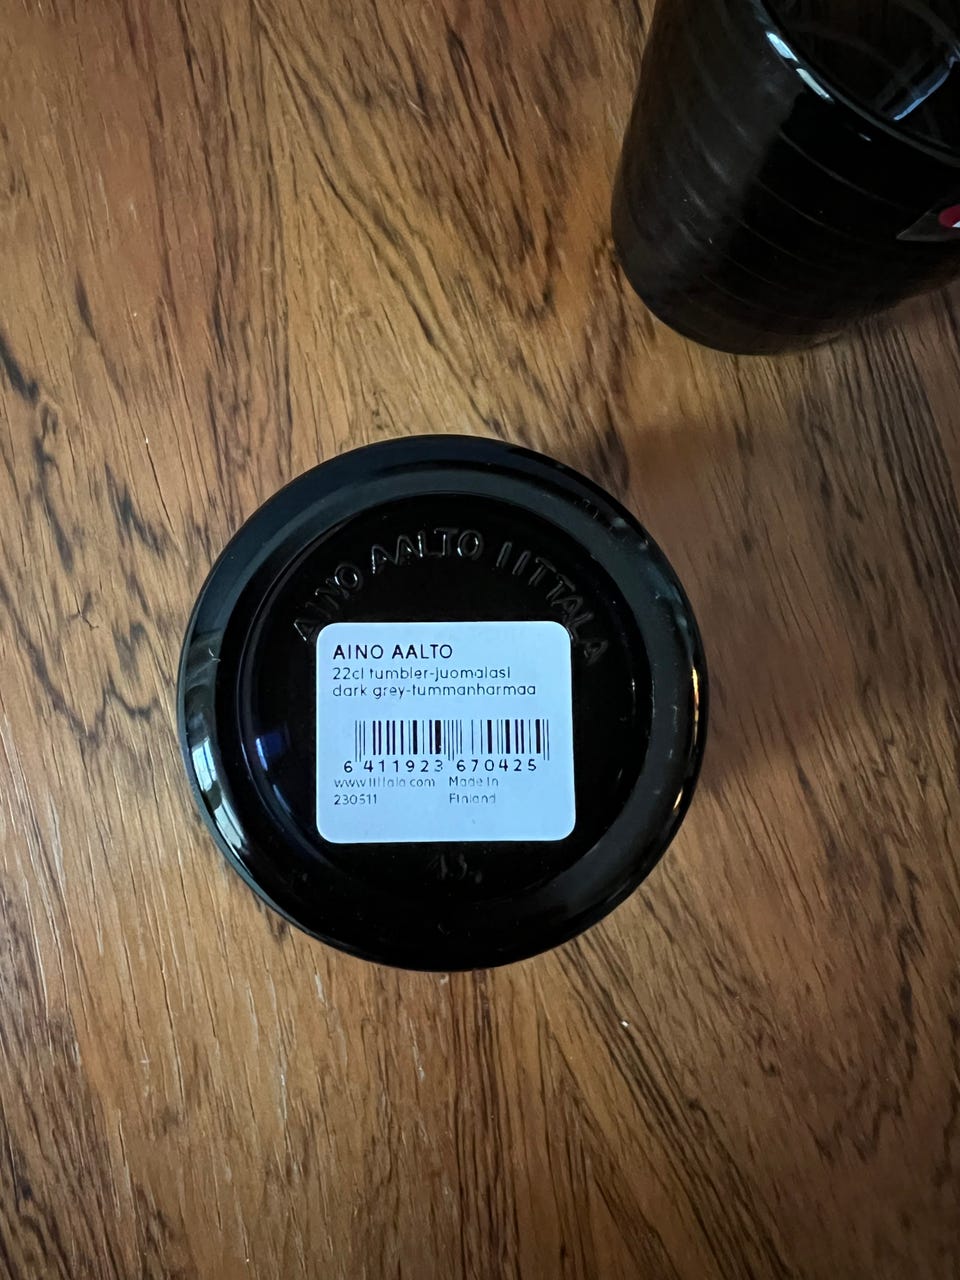 AINO AALTO IITTALA
AINO AALTO
22cl tumbler-juomalasi
dark grey-tummanharmaa
6 411923 670425
www.iittala.com Made in
230511 Finland